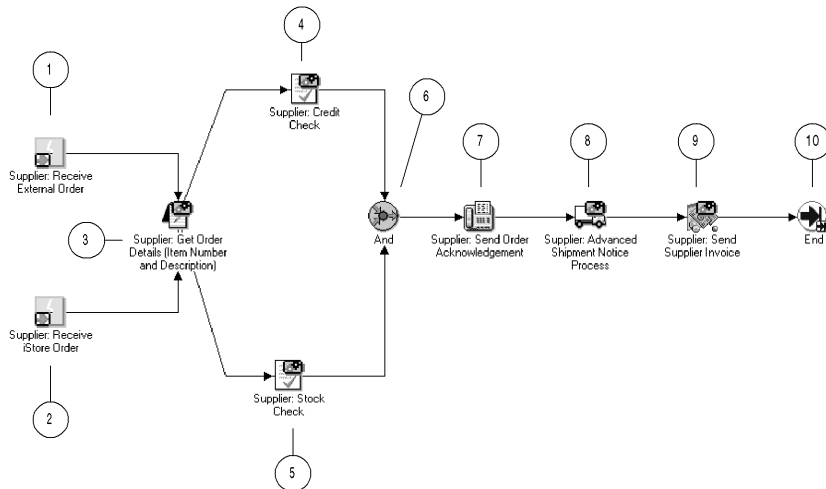 1
Supplier: Receive
External Order
2
Supplier: Receive
iStore Order
3
Supplier: Get Order
Details (Item Number
and Description)
4
Supplier: Credit
Check
5
Supplier: Stock
Check
6
And
7
Supplier: Send Order
Acknowledgement
8
Supplier: Advanced
Shipment Notice
Process
9
Supplier: Send
Supplier Invoice
10
End